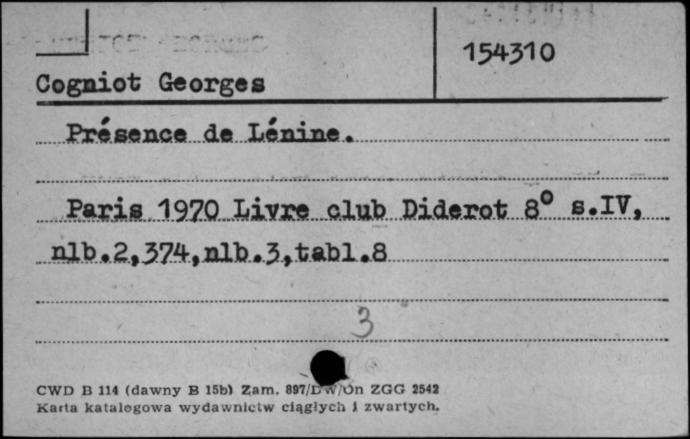 154310
Cogniot Georges
Présence de Lénine.
Paris 1970 Livre club Diderot 8° s.IV,
nlb.2,374,nlb.3,tabl.8
3
CWD B 114 (dawny B 15b) Zam. 897/DW/On ZGG 2542
Karta katalogowa wydawnictw ciągłych i zwartych.